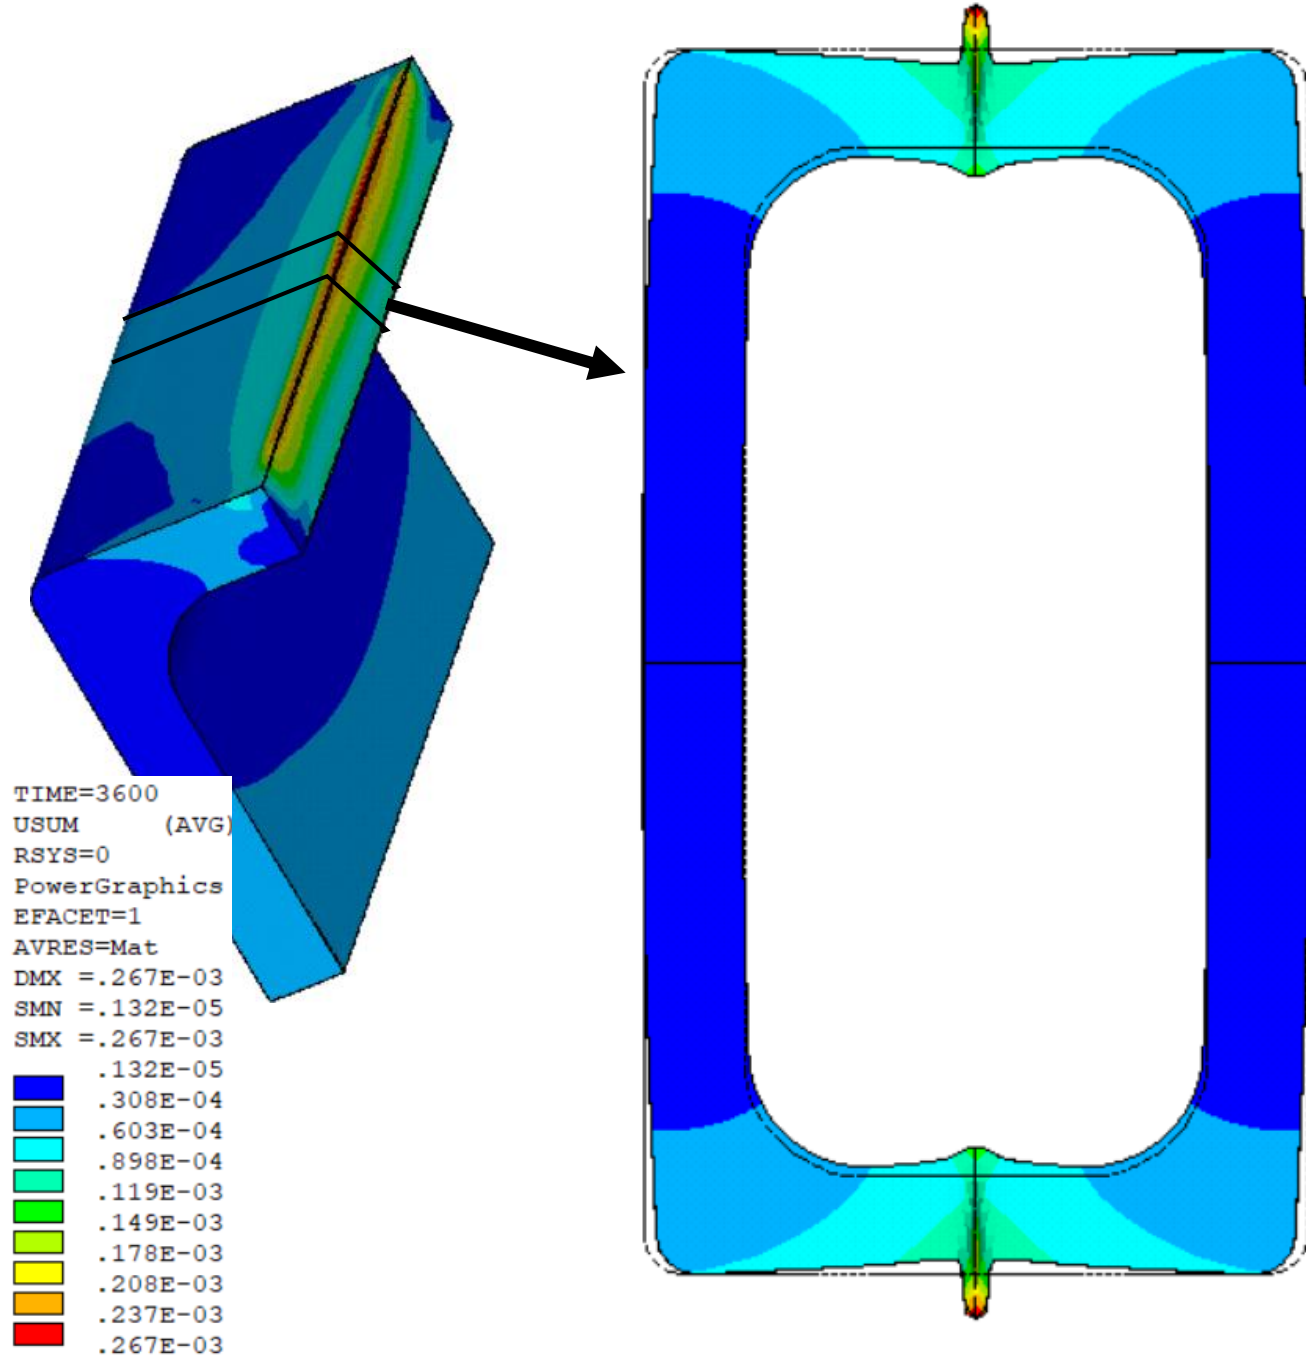 TIME=3600
USUM (AVG)
RSYS=0
PowerGraphics
EFACET=1
AVRES=Mat
DMX =.267E-03
SMN =.132E-05
SMX =.267E-03
.132E-05
.308E-04
.603E-04
.898E-04
.119E-03
.149E-03
.178E-03
.208E-03
.237E-03
.267E-03